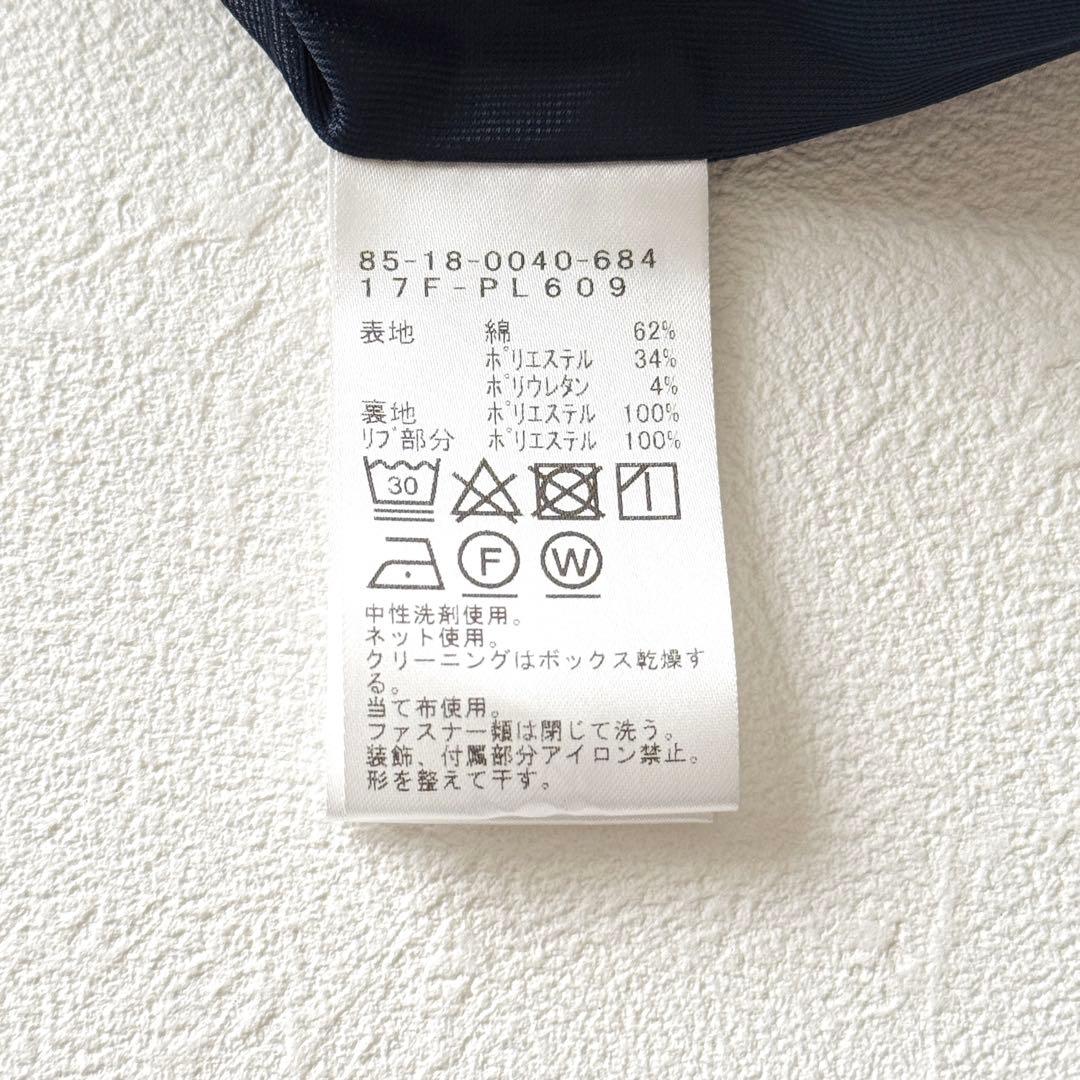 85-18-0040-684
17F-PL609
表地 綿 62%
ポリエステル 34%
ポリウレタン 4%
裏地 ポリエステル 100%
リブ部分 ポリエステル 100%
30
F W
中性洗剤使用。
ネット使用。
クリーニングはボックス乾燥す
る。
当て布使用。
ファスナー類は閉じて洗う。
装飾、付属部分アイロン禁止。
形を整えて干す。